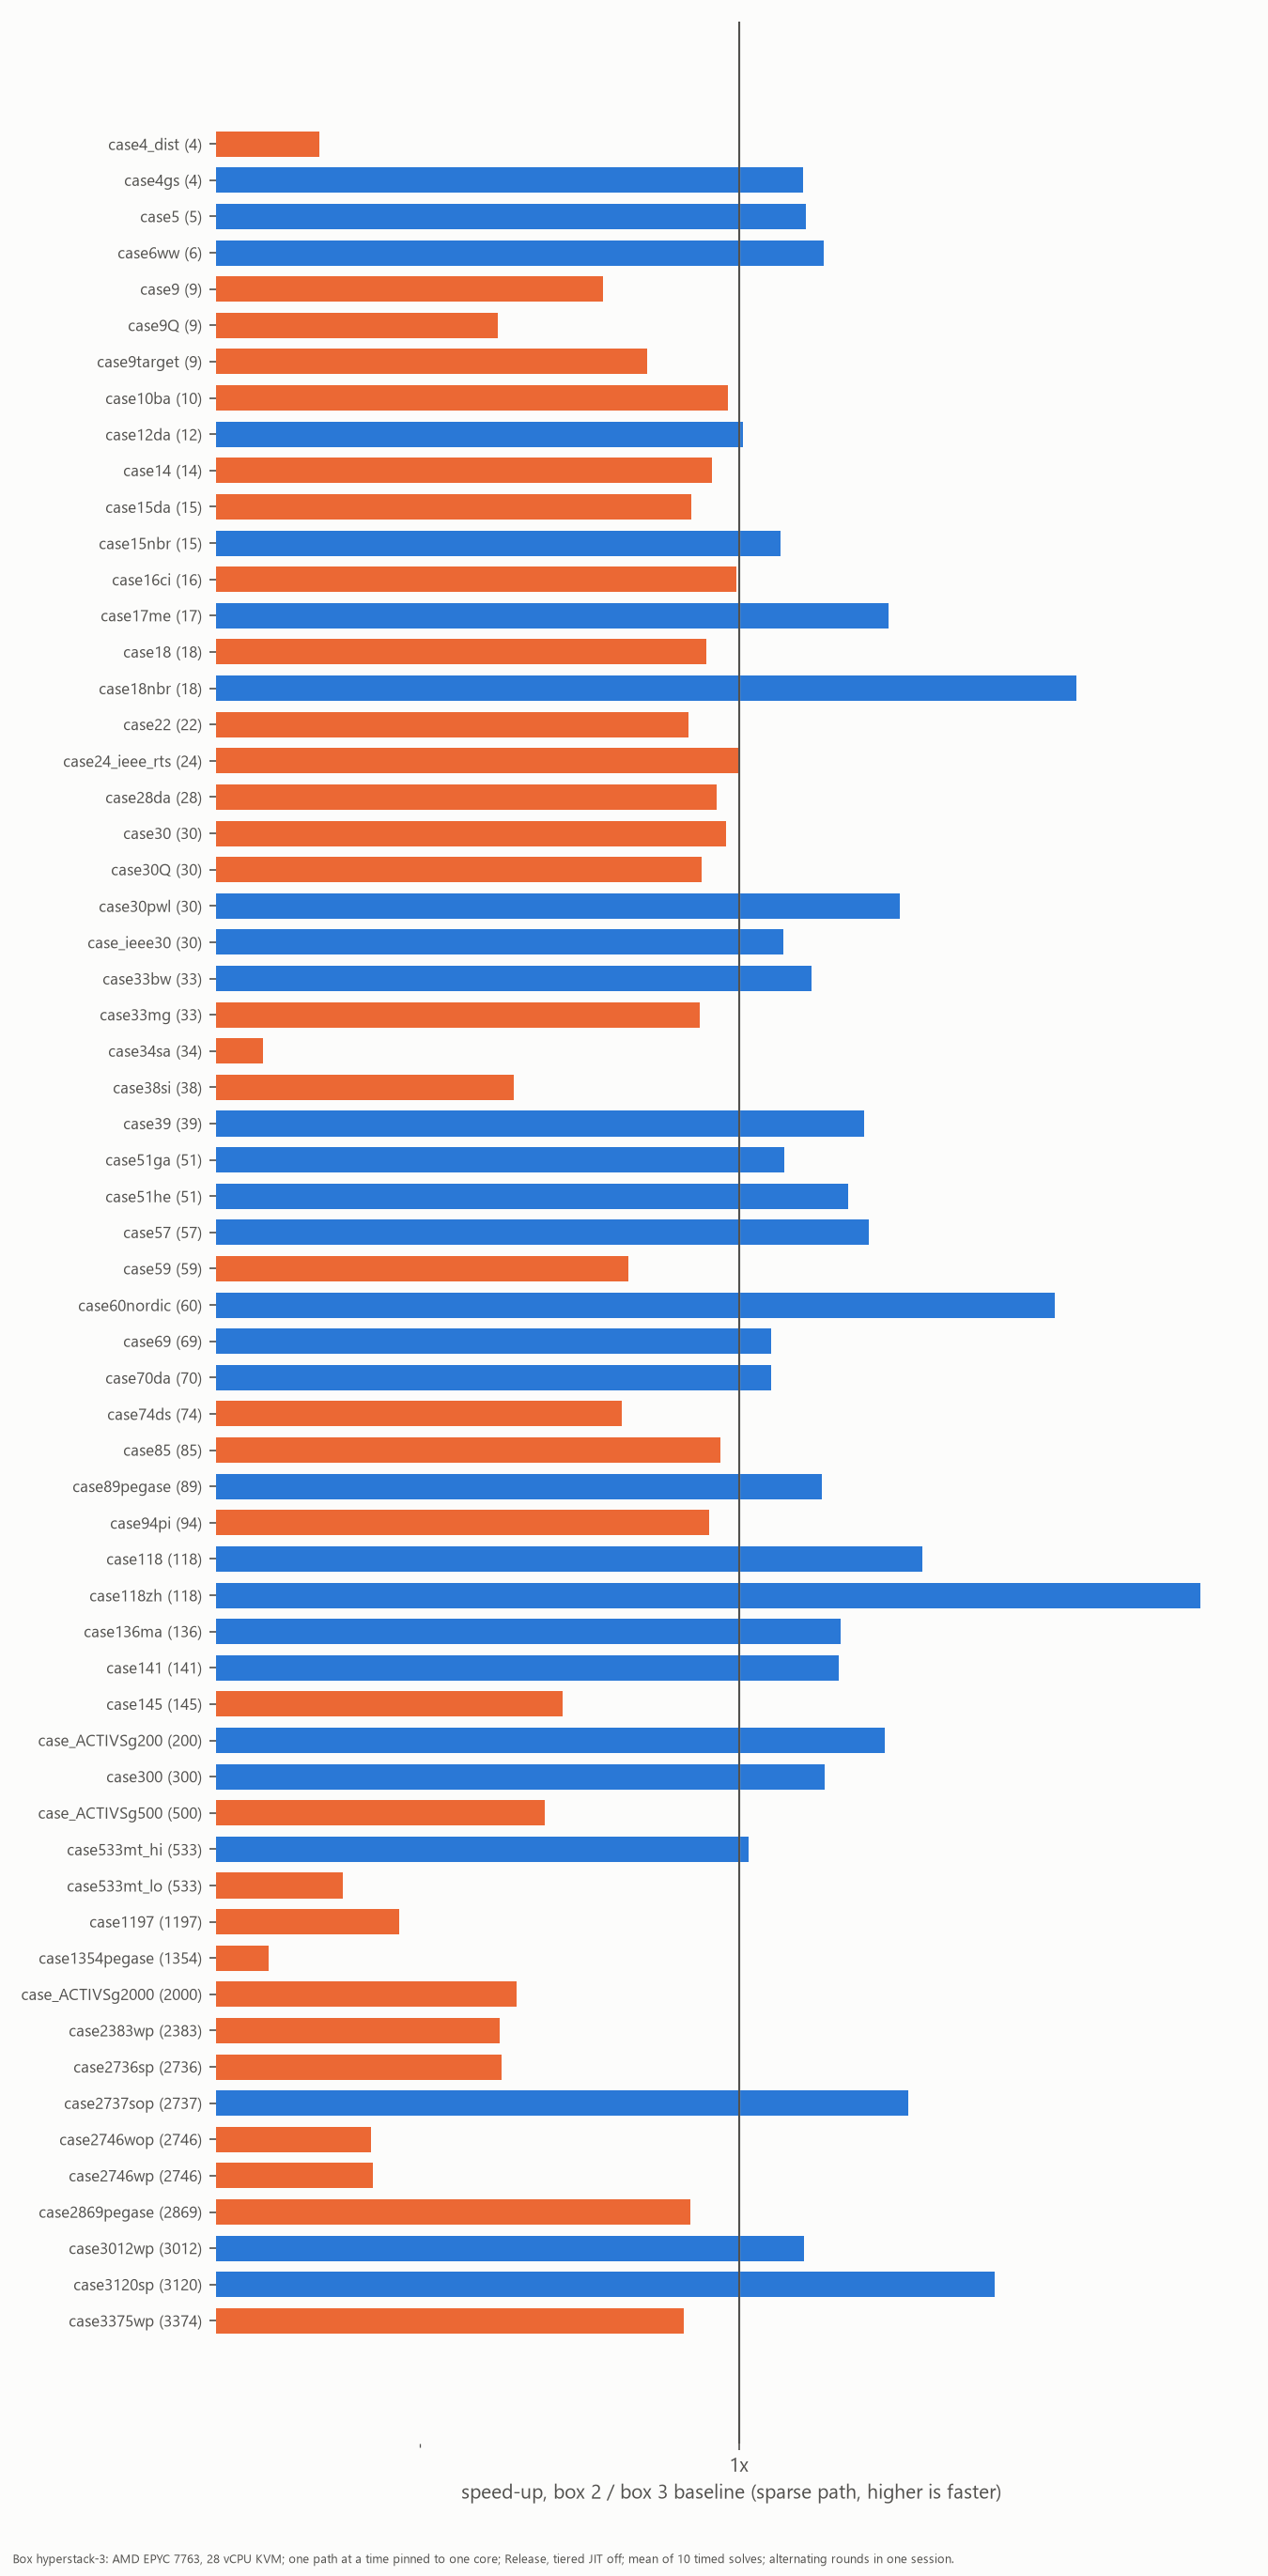 case4_dist (4)
case4gs (4)
case5 (5)
case6ww (6)
case9 (9)
case9Q (9)
case9target (9)
case10ba (10)
case12da (12)
case14 (14)
case15da (15)
case15nbr (15)
case16ci (16)
case17me (17)
case18 (18)
case18nbr (18)
case22 (22)
case24_ieee_rts (24)
case28da (28)
case30 (30)
case30Q (30)
case30pwl (30)
case_ieee30 (30)
case33bw (33)
case33mg (33)
case34sa (34)
case38si (38)
case39 (39)
case51ga (51)
case51he (51)
case57 (57)
case59 (59)
case60nordic (60)
case69 (69)
case70da (70)
case74ds (74)
case85 (85)
case89pegase (89)
case94pi (94)
case118 (118)
case118zh (118)
case136ma (136)
case141 (141)
case145 (145)
case_ACTIVSg200 (200)
case300 (300)
case_ACTIVSg500 (500)
case533mt_hi (533)
case533mt_lo (533)
case1197 (1197)
case1354pegase (1354)
case_ACTIVSg2000 (2000)
case2383wp (2383)
case2736sp (2736)
case2737sop (2737)
case2746wop (2746)
case2746wp (2746)
case2869pegase (2869)
case3012wp (3012)
case3120sp (3120)
case3375wp (3374)
1x
speed-up, box 2 / box 3 baseline (sparse path, higher is faster)
Box hyperstack-3: AMD EPYC 7763, 28 vCPU KVM; one path at a time pinned to one core; Release, tiered JIT off; mean of 10 timed solves; alternating rounds in one session.